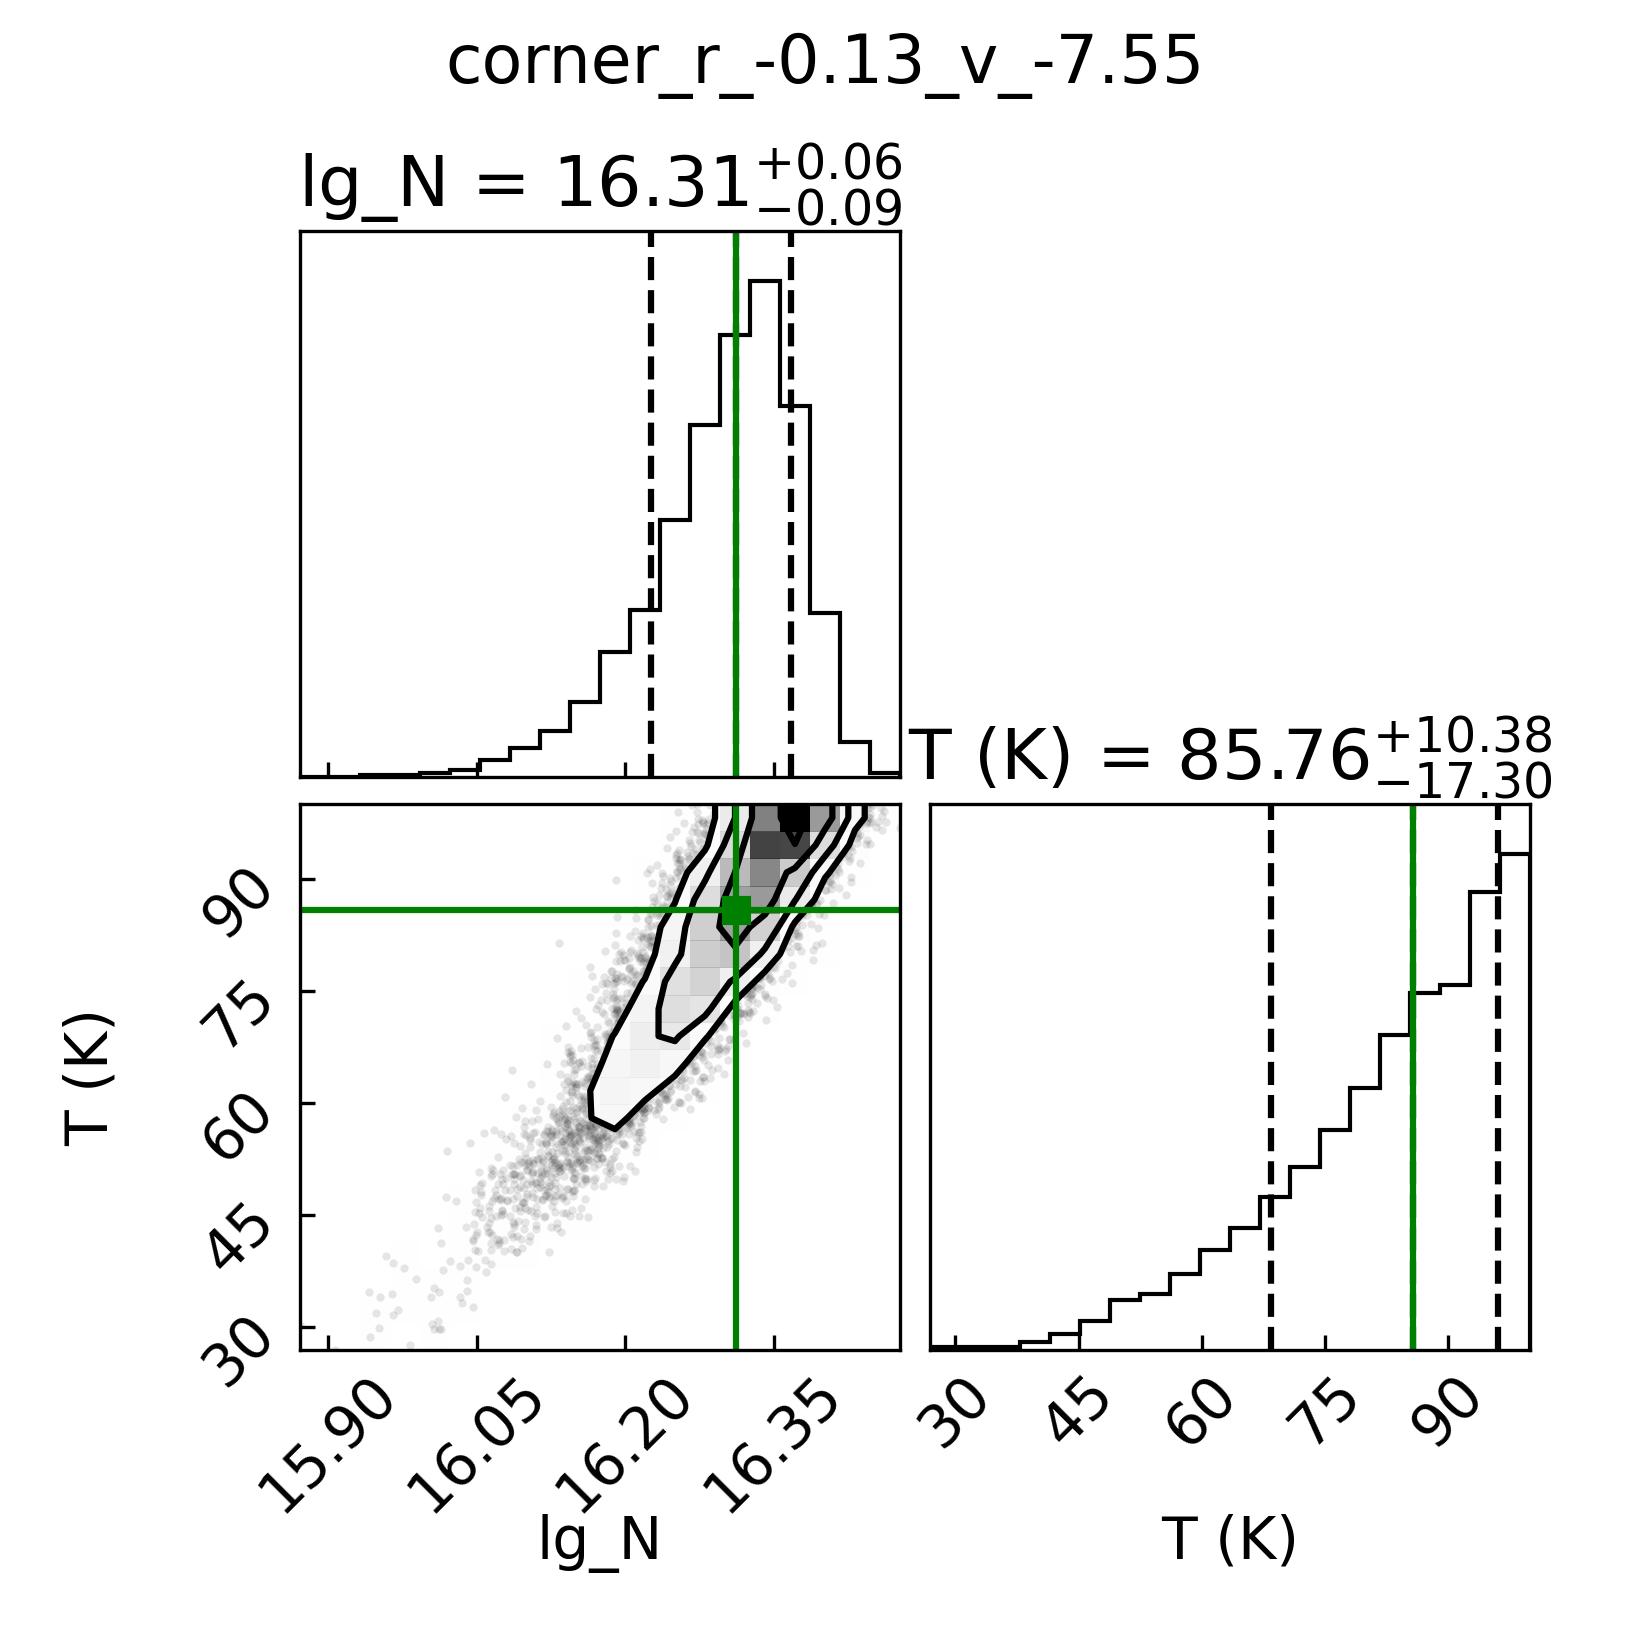 corner_r_-0.13_v_-7.55
lg_N = 16.31+0.06−0.09
T (K) = 85.76+10.38−17.30
90
75
60
45
30
T (K)
15.90 16.05 16.20 16.35
lg_N
30 45 60 75 90
T (K)